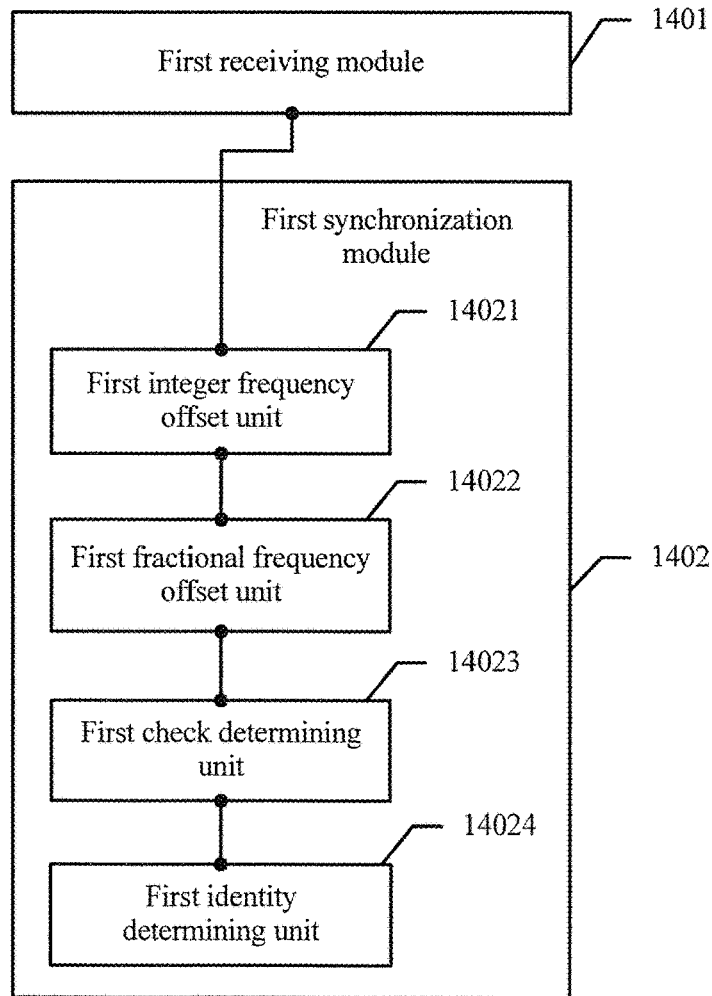 1401
First receiving module
First synchronization
module
14021
First integer frequency
offset unit
14022
First fractional frequency
offset unit
1402
14023
First check determining
unit
14024
First identity
determining unit